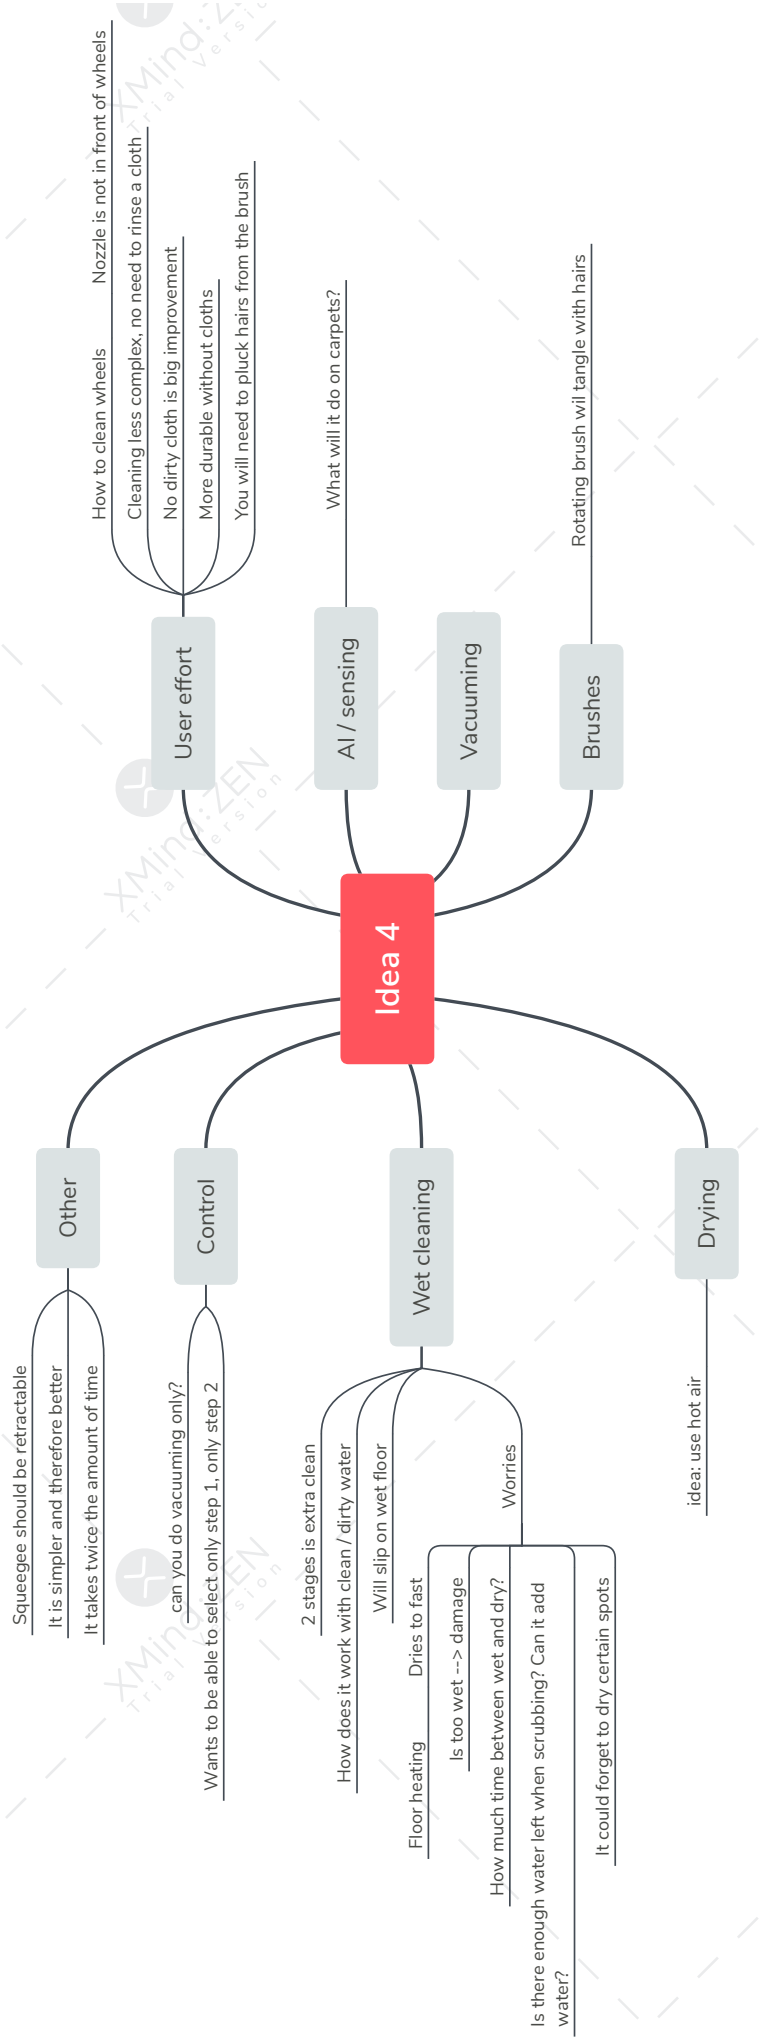 Idea 4
User effort
How to clean wheels
Nozzle is not in front of wheels
Cleaning less complex, no need to rinse a cloth
No dirty cloth is big improvement
More durable without cloths
You will need to pluck hairs from the brush
AI / sensing
What will it do on carpets?
Vacuuming
Brushes
Rotating brush wil tangle with hairs
Other
Squeegee should be retractable
It is simpler and therefore better
It takes twice the amount of time
Control
can you do vacuuming only?
Wants to be able to select only step 1, only step 2
Wet cleaning
2 stages is extra clean
How does it work with clean / dirty water
Will slip on wet floor
Worries
Dries to fast
Floor heating
Is too wet --> damage
How much time between wet and dry?
Is there enough water left when scrubbing? Can it add
water?
It could forget to dry certain spots
Drying
idea: use hot air
XMind:ZEN
Trial Version
XMind:ZEN
Trial Version
XMind:ZEN
Trial Version